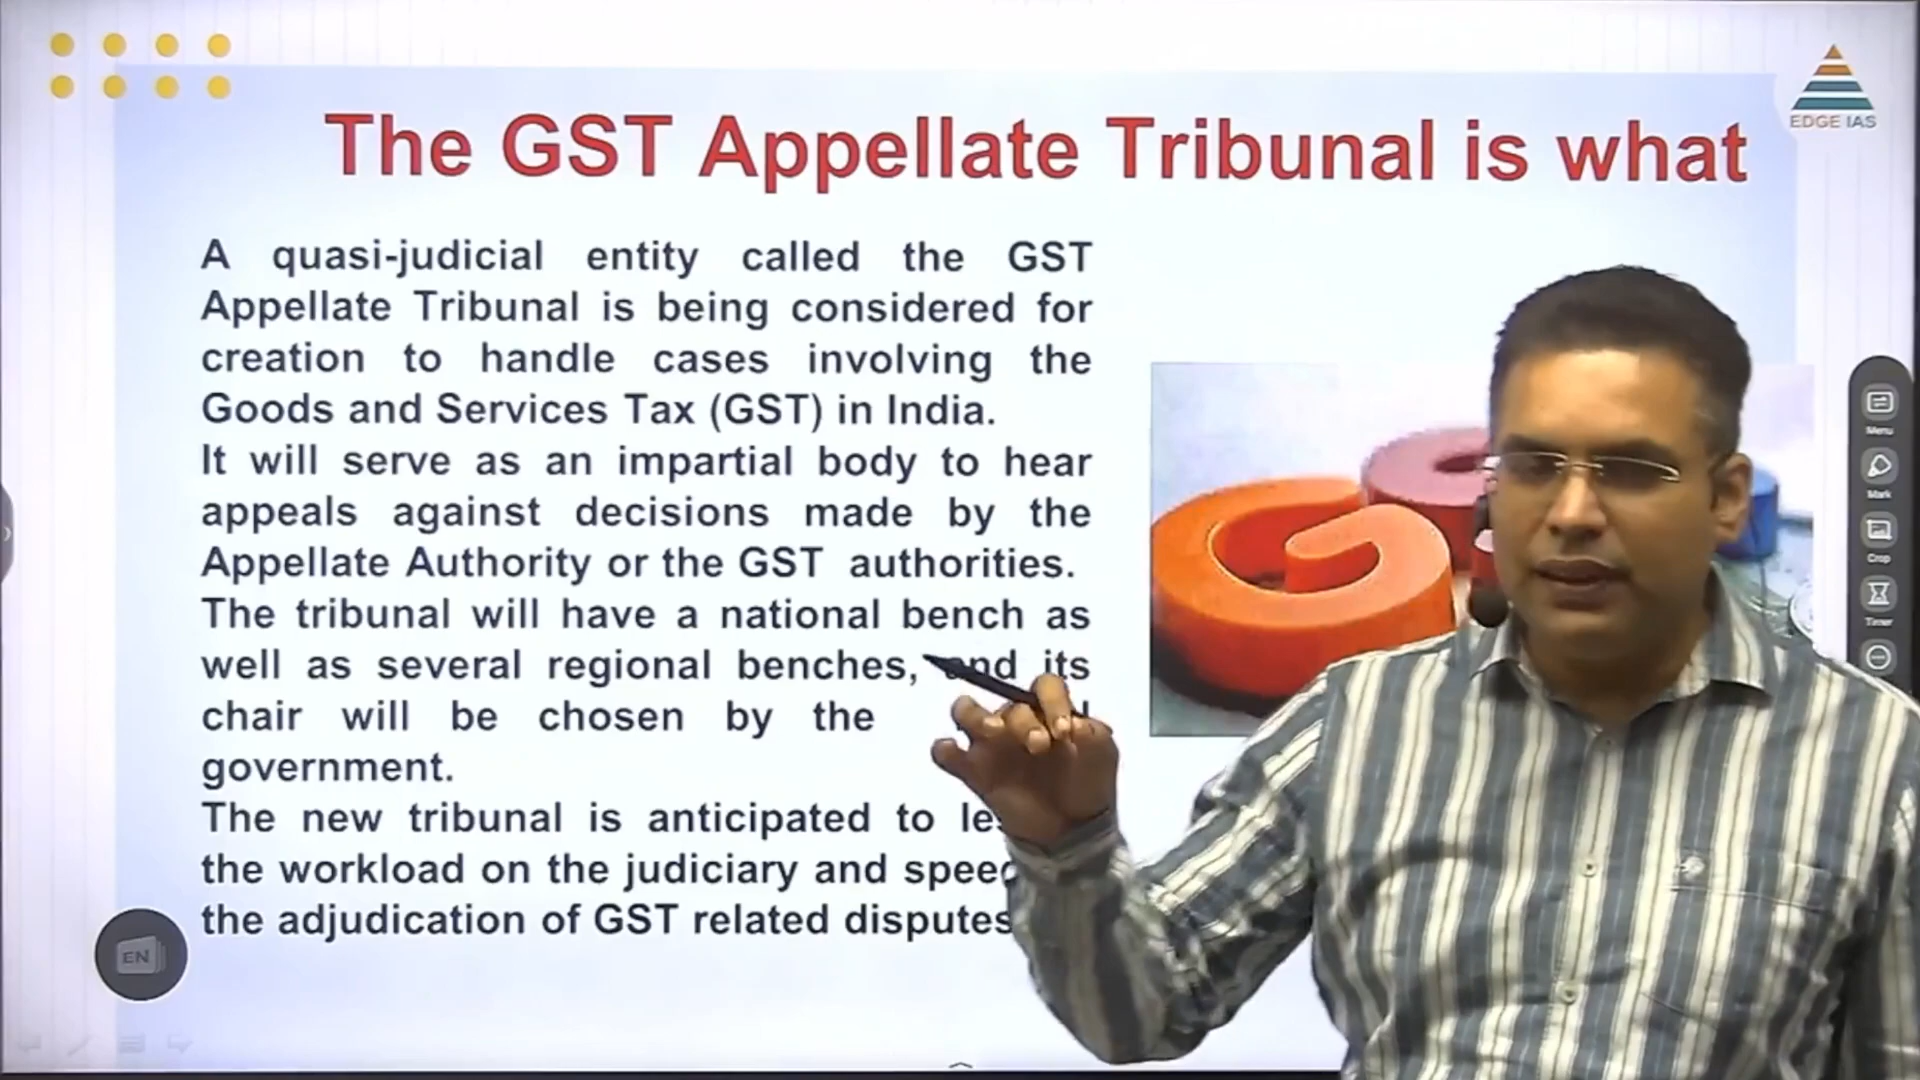 The GST Appellate Tribunal is what
EDGE IAS
A quasi-judicial entity called the GST
Appellate Tribunal is being considered for
creation to handle cases involving the
Goods and Services Tax (GST) in India.
It will serve as an impartial body to hear
appeals against decisions made by the
Appellate Authority or the GST authorities.
The tribunal will have a national bench as
well as several regional benches, and its
chair will be chosen by the
government.
The new tribunal is anticipated to
the workload on the judiciary and
the adjudication of GST related disputes
Menu
Mark
Crop
Timer
EN